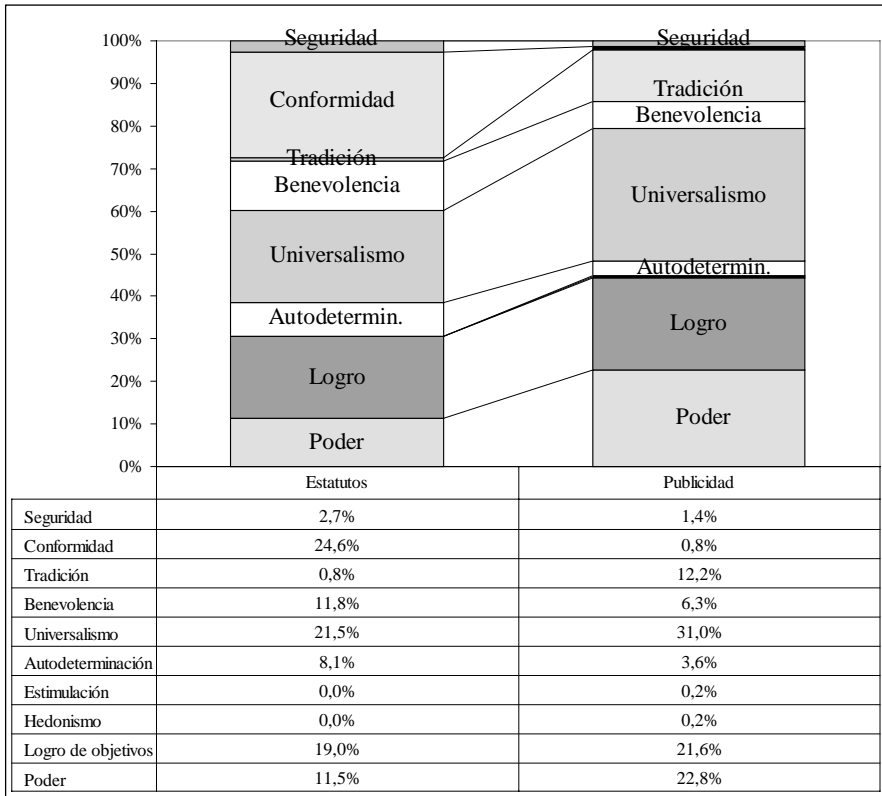 Seguridad Seguridad
100%
90%
80%
70%
60%
50%
40%
30%
20%
10%
0%
Conformidad
Tradición
Benevolencia
Universalismo
Autodetermin.
Logro
Poder
Tradición
Benevolencia
Universalismo
Autodetermin.
Logro
Poder
Estatutos Publicidad
Seguridad 2,7% 1,4%
Conformidad 24,6% 0,8%
Tradición 0,8% 12,2%
Benevolencia 11,8% 6,3%
Universalismo 21,5% 31,0%
Autodeterminación 8,1% 3,6%
Estimulación 0,0% 0,2%
Hedonismo 0,0% 0,2%
Logro de objetivos 19,0% 21,6%
Poder 11,5% 22,8%